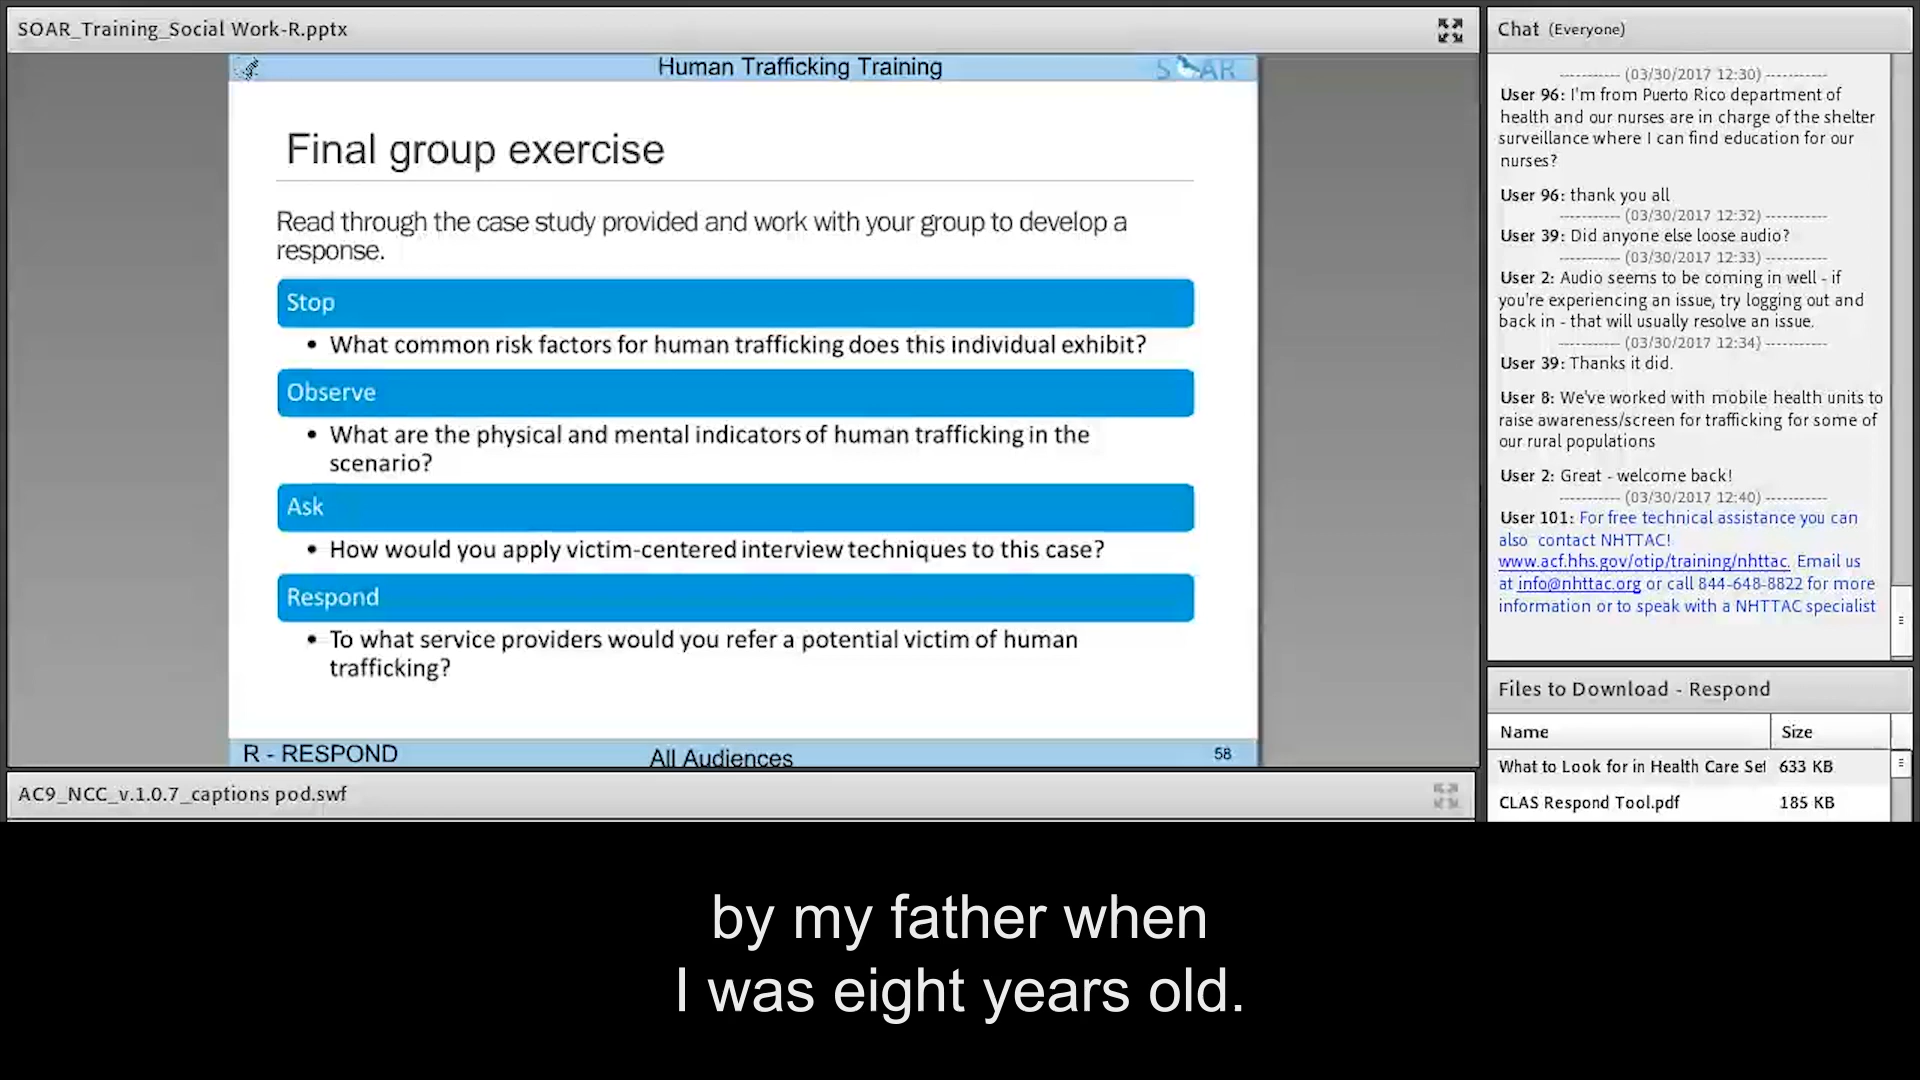 SOAR_Training_Social Work-R.pptx
Human Trafficking Training
SOAR
Final group exercise
Read through the case study provided and work with your group to develop a
response.
Stop
• What common risk factors for human trafficking does this individual exhibit?
Observe
• What are the physical and mental indicators of human trafficking in the
scenario?
Ask
• How would you apply victim-centered interview techniques to this case?
Respond
• To what service providers would you refer a potential victim of human
trafficking?
R - RESPOND
All Audiences
58
AC9_NCC_v.1.0.7_captions pod.swf
Chat (Everyone)
----------- (03/30/2017 12:30) -----------
User 96: I'm from Puerto Rico department of
health and our nurses are in charge of the shelter
surveillance where I can find education for our
nurses?
User 96: thank you all
----------- (03/30/2017 12:32) -----------
User 39: Did anyone else loose audio?
----------- (03/30/2017 12:33) -----------
User 2: Audio seems to be coming in well - if
you're experiencing an issue, try logging out and
back in - that will usually resolve an issue.
----------- (03/30/2017 12:34) -----------
User 39: Thanks it did.
User 8: We've worked with mobile health units to
raise awareness/screen for trafficking for some of
our rural populations
User 2: Great - welcome back!
----------- (03/30/2017 12:40) -----------
User 101: For free technical assistance you can
also contact NHTTAC!
www.acf.hhs.gov/otip/training/nhttac. Email us
at info@nhttac.org or call 844-648-8822 for more
information or to speak with a NHTTAC specialist
Files to Download - Respond
Name Size
What to Look for in Health Care Set 633 KB
CLAS Respond Tool.pdf 185 KB
by my father when
I was eight years old.